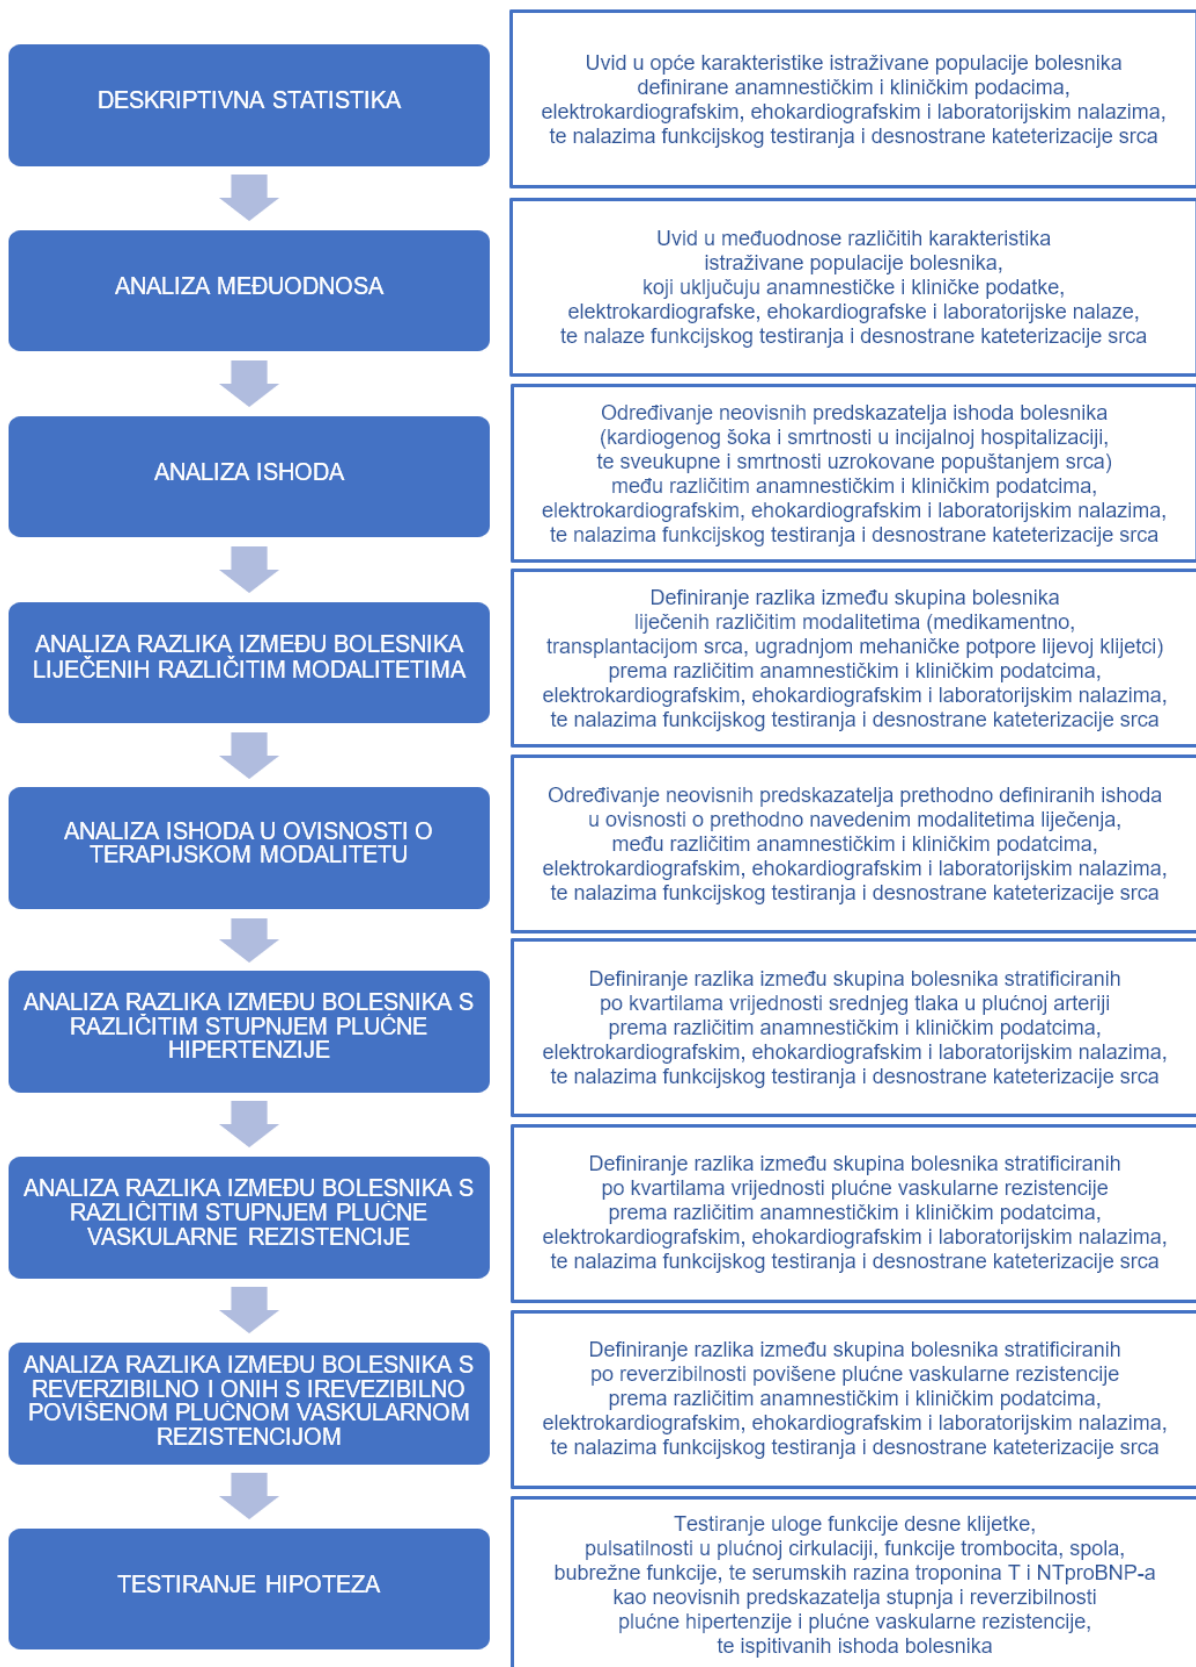 DESKRIPTIVNA STATISTIKA
Uvid u opće karakteristike istraživane populacije bolesnika
definirane anamnestičkim i kliničkim podacima,
elektrokardiografskim, ehokardiografskim i laboratorijskim nalazima,
te nalazima funkcijskog testiranja i desnostrane kateterizacije srca
ANALIZA MEĐUODNOSA
Uvid u međuodnose različitih karakteristika
istraživane populacije bolesnika,
koji uključuju anamnestičke i kliničke podatke,
elektrokardiografske, ehokardiografske i laboratorijske nalaze,
te nalaze funkcijskog testiranja i desnostrane kateterizacije srca
ANALIZA ISHODA
Određivanje neovisnih predskazatelja ishoda bolesnika
(kardiogenog šoka i smrtnosti u incijalnoj hospitalizaciji,
te sveukupne i smrtnosti uzrokovane popuštanjem srca)
među različitim anamnestičkim i kliničkim podatcima,
elektrokardiografskim, ehokardiografskim i laboratorijskim nalazima,
te nalazima funkcijskog testiranja i desnostrane kateterizacije srca
ANALIZA RAZLIKA IZMEĐU BOLESNIKA
LIJEČENIH RAZLIČITIM MODALITETIMA
Definiranje razlika između skupina bolesnika
liječenih različitim modalitetima (medikamentno,
transplantacijom srca, ugradnjom mehaničke potpore lijevoj klijetci)
prema različitim anamnestičkim i kliničkim podatcima,
elektrokardiografskim, ehokardiografskim i laboratorijskim nalazima,
te nalazima funkcijskog testiranja i desnostrane kateterizacije srca
ANALIZA ISHODA U OVISNOSTI O
TERAPIJSKOM MODALITETU
Određivanje neovisnih predskazatelja prethodno definiranih ishoda
u ovisnosti o prethodno navedenim modalitetima liječenja,
među različitim anamnestičkim i kliničkim podatcima,
elektrokardiografskim, ehokardiografskim i laboratorijskim nalazima,
te nalazima funkcijskog testiranja i desnostrane kateterizacije srca
ANALIZA RAZLIKA IZMEĐU BOLESNIKA S
RAZLIČITIM STUPNJEM PLUĆNE
HIPERTENZIJE
Definiranje razlika između skupina bolesnika stratificiranih
po kvartilama vrijednosti srednjeg tlaka u plućnoj arteriji
prema različitim anamnestičkim i kliničkim podatcima,
elektrokardiografskim, ehokardiografskim i laboratorijskim nalazima,
te nalazima funkcijskog testiranja i desnostrane kateterizacije srca
ANALIZA RAZLIKA IZMEĐU BOLESNIKA S
RAZLIČITIM STUPNJEM PLUĆNE
VASKULARNE REZISTENCIJE
Definiranje razlika između skupina bolesnika stratificiranih
po kvartilama vrijednosti plućne vaskularne rezistencije
prema različitim anamnestičkim i kliničkim podatcima,
elektrokardiografskim, ehokardiografskim i laboratorijskim nalazima,
te nalazima funkcijskog testiranja i desnostrane kateterizacije srca
ANALIZA RAZLIKA IZMEĐU BOLESNIKA S
REVERZIBILNO I ONIH S IREVEZIBILNO
POVIŠENOM PLUČNOM VASKULARNOM
REZISTENCIJOM
Definiranje razlika između skupina bolesnika stratificiranih
po reverzibilnosti povišene plućne vaskularne rezistencije
prema različitim anamnestičkim i kliničkim podatcima,
elektrokardiografskim, ehokardiografskim i laboratorijskim nalazima,
te nalazima funkcijskog testiranja i desnostrane kateterizacije srca
TESTIRANJE HIPOTEZA
Testiranje uloge funkcije desne klijetke,
pulsatilnosti u plućnoj cirkulaciji, funkcije trombocita, spola,
bubrežne funkcije, te serumskih razina troponina T i NTproBNP-a
kao neovisnih predskazatelja stupnja i reverzibilnosti
plućne hipertenzije i plućne vaskularne rezistencije,
te ispitivanih ishoda bolesnika